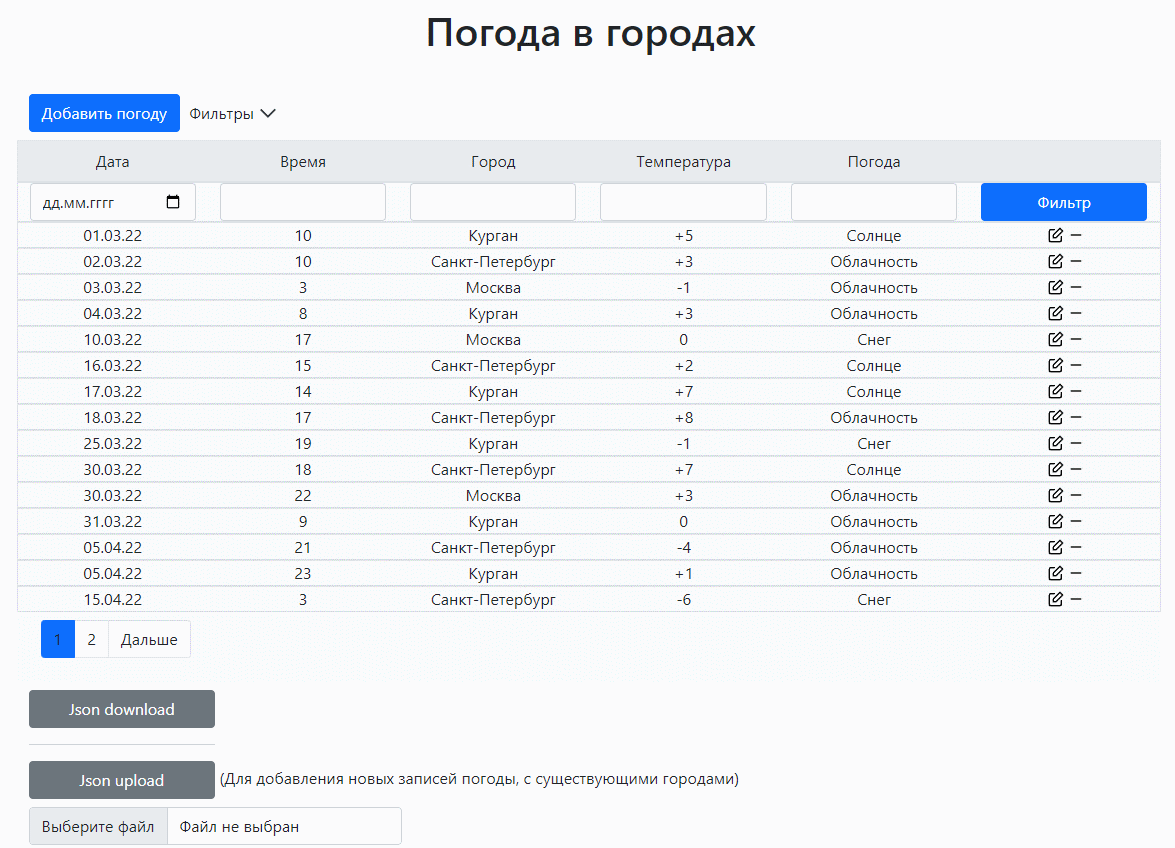 Погода в городах
Добавить погоду Фильтры
Дата Время Город Температура Погода
дд.мм.гггг Фильтр
01.03.22 10 Курган +5 Солнце
02.03.22 10 Санкт-Петербург +3 Облачность
03.03.22 3 Москва -1 Облачность
04.03.22 8 Курган +3 Облачность
10.03.22 17 Москва 0 Снег
16.03.22 15 Санкт-Петербург +2 Солнце
17.03.22 14 Курган +7 Солнце
18.03.22 17 Санкт-Петербург +8 Облачность
25.03.22 19 Курган -1 Снег
30.03.22 18 Санкт-Петербург +7 Солнце
30.03.22 22 Москва +3 Облачность
31.03.22 9 Курган 0 Облачность
05.04.22 21 Санкт-Петербург -4 Облачность
05.04.22 23 Курган +1 Облачность
15.04.22 3 Санкт-Петербург -6 Снег
1 2 Дальше
Json download
Json upload (Для добавления новых записей погоды, с существующими городами)
Выберите файл Файл не выбран